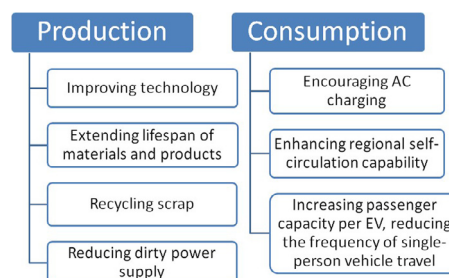 Production
Improving technology
Extending lifespan of
materials and products
Recycling scrap
Reducing dirty power
supply
Consumption
Encouraging AC
charging
Enhancing regional self-
circulation capability
Increasing passenger
capacity per EV, reducing
the frequency of single-
person vehicle travel